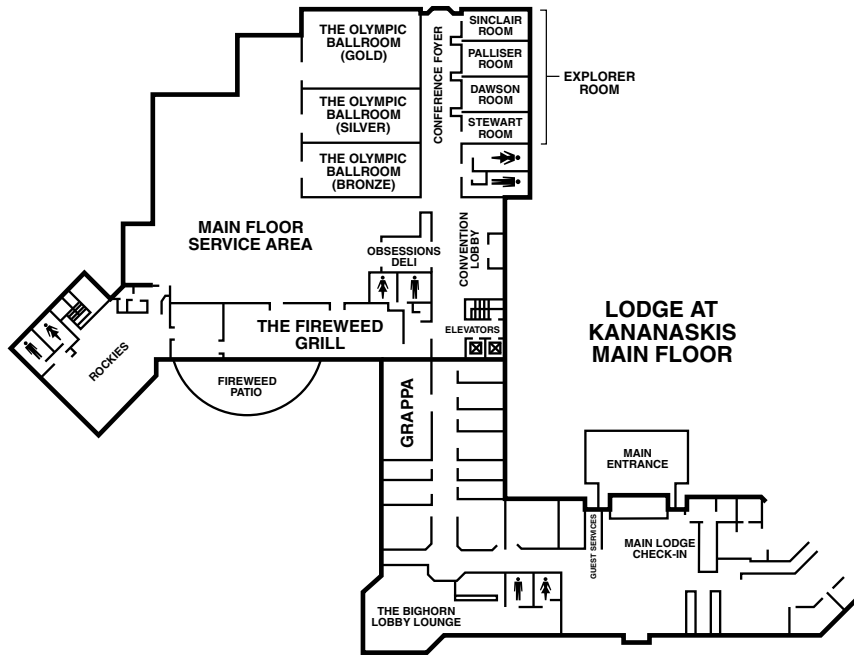 THE OLYMPIC
BALLROOM
(GOLD)
THE OLYMPIC
BALLROOM
(SILVER)
THE OLYMPIC
BALLROOM
(BRONZE)
CONFERENCE FOYER
SINCLAIR
ROOM
PALLISER
ROOM
DAWSON
ROOM
STEWART
ROOM
EXPLORER
ROOM
MAIN FLOOR
SERVICE AREA
OBSESSIONS
DELI
CONVENTION
LOBBY
ELEVATORS
THE FIREWEED
GRILL
ROCKIES
FIREWEED
PATIO
GRAPPA
LODGE AT
KANANASKIS
MAIN FLOOR
MAIN
ENTRANCE
GUEST SERVICES
MAIN LODGE
CHECK-IN
THE BIGHORN
LOBBY LOUNGE